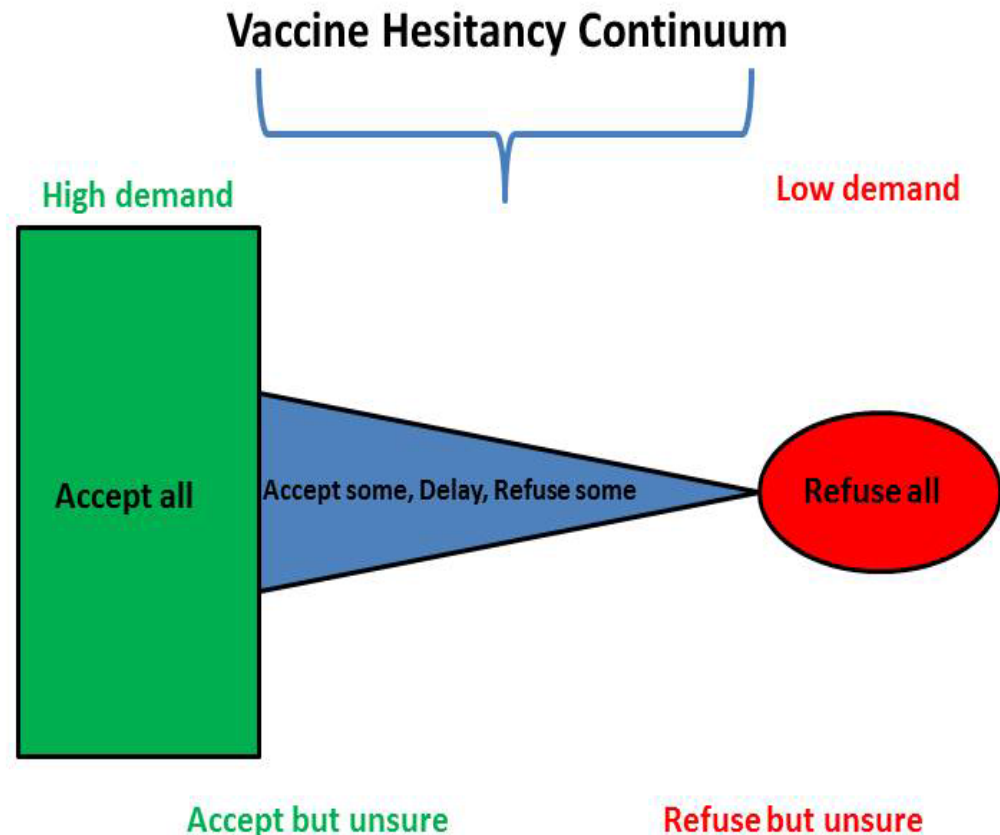 Vaccine Hesitancy Continuum
High demand
Low demand
Accept all
Accept some, Delay, Refuse some
Refuse all
Accept but unsure
Refuse but unsure